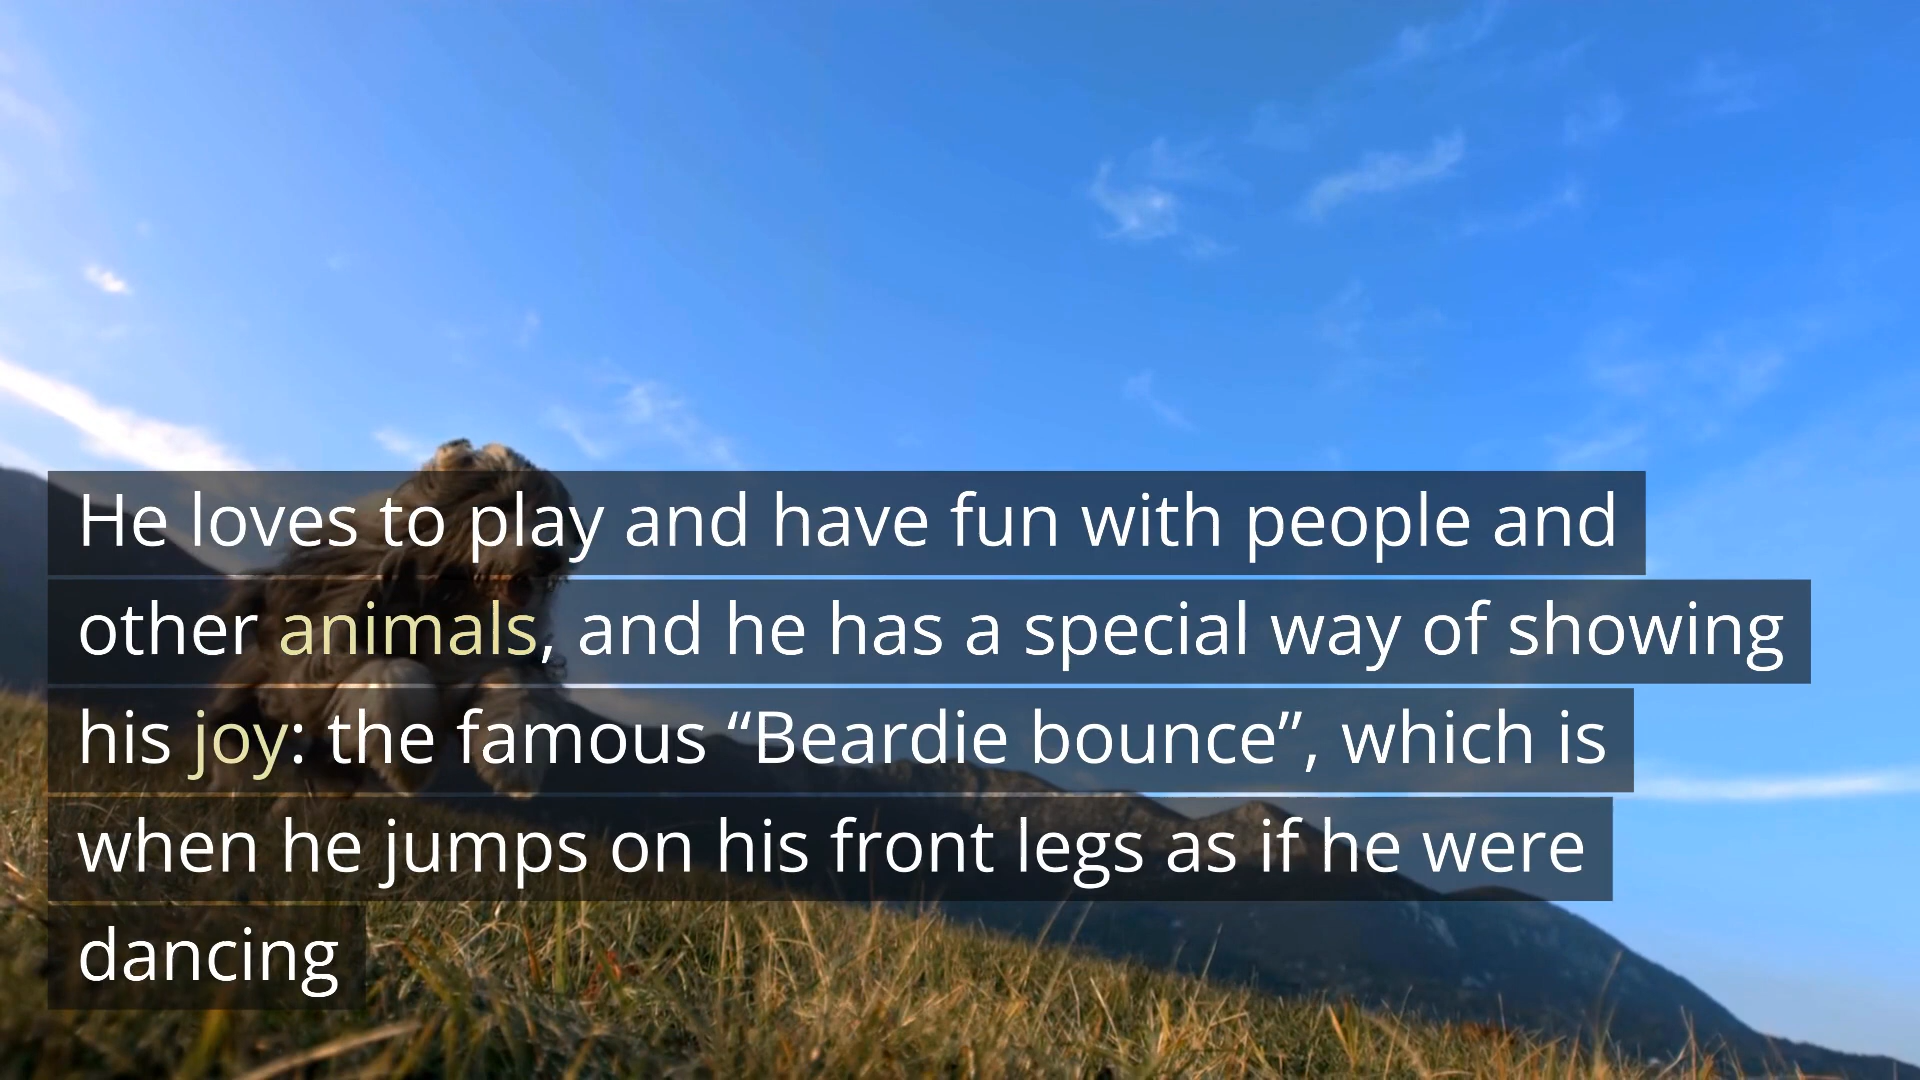 He loves to play and have fun with people and
other animals, and he has a special way of showing
his joy: the famous “Beardie bounce”, which is
when he jumps on his front legs as if he were
dancing